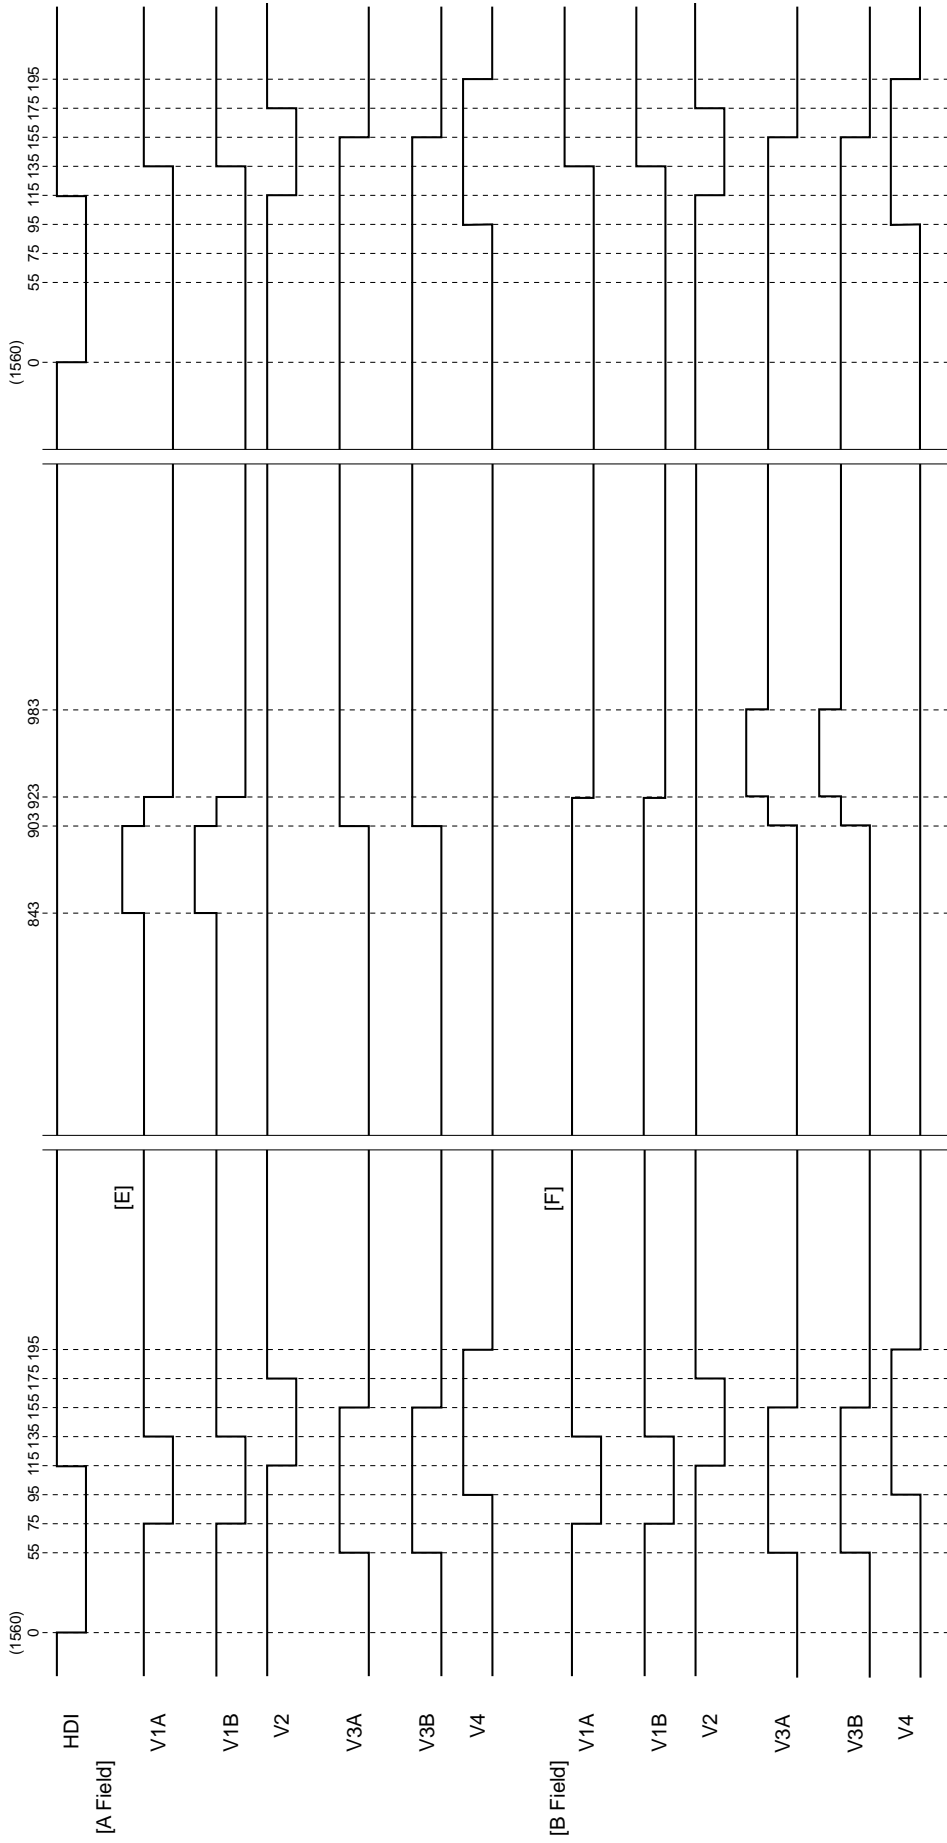 (1560)
(1560)
0
55
75
95
115
135
155
175
195
843
903
923
983
0
55
75
95
115
135
155
175
195
HDI
[A Field]
[E]
V1A
V1B
V2
V3A
V3B
V4
[B Field]
[F]
V1A
V1B
V2
V3A
V3B
V4